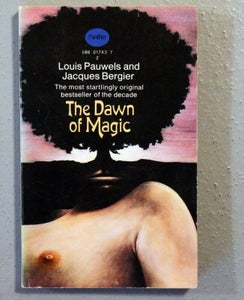 Panther
586 01743 7
2
Louis Pauwels and
Jacques Bergier
The most startlingly original
bestseller of the decade
The Dawn
of Magic